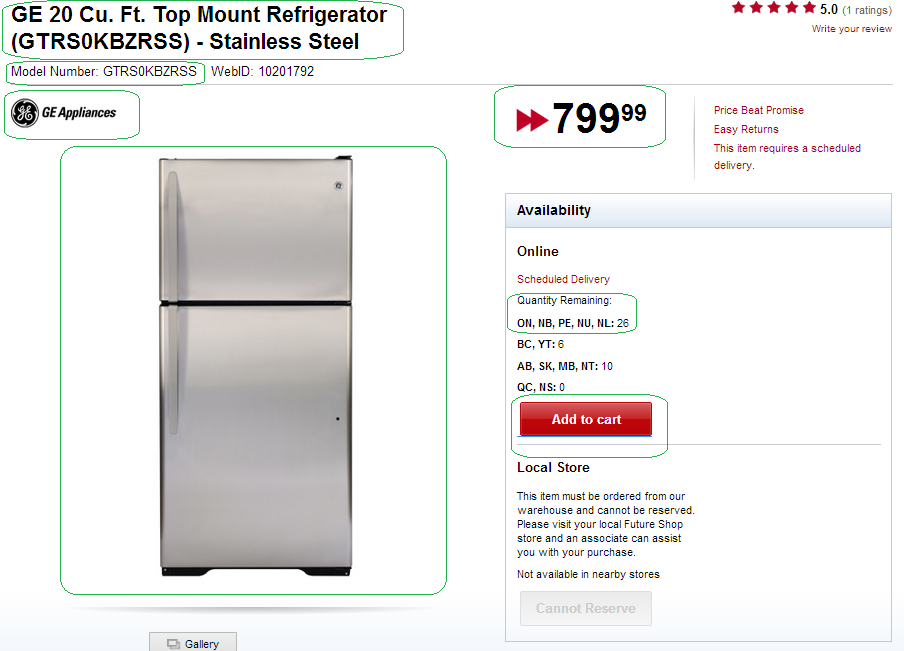 GE 20 Cu. Ft. Top Mount Refrigerator
(GTRS0KBZRSS) - Stainless Steel
5.0 (1 ratings)
Write your review
Model Number: GTRS0KBZRSS WebID: 10201792
GE Appliances
799 99
Price Beat Promise
Easy Returns
This item requires a scheduled
delivery.
Availability
Online
Scheduled Delivery
Quantity Remaining:
ON, NB, PE, NU, NL: 26
BC, YT: 6
AB, SK, MB, NT: 10
QC, NS: 0
Add to cart
Local Store
This item must be ordered from our
warehouse and cannot be reserved.
Please visit your local Future Shop
store and an associate can assist
you with your purchase.
Not available in nearby stores
Cannot Reserve
Gallery